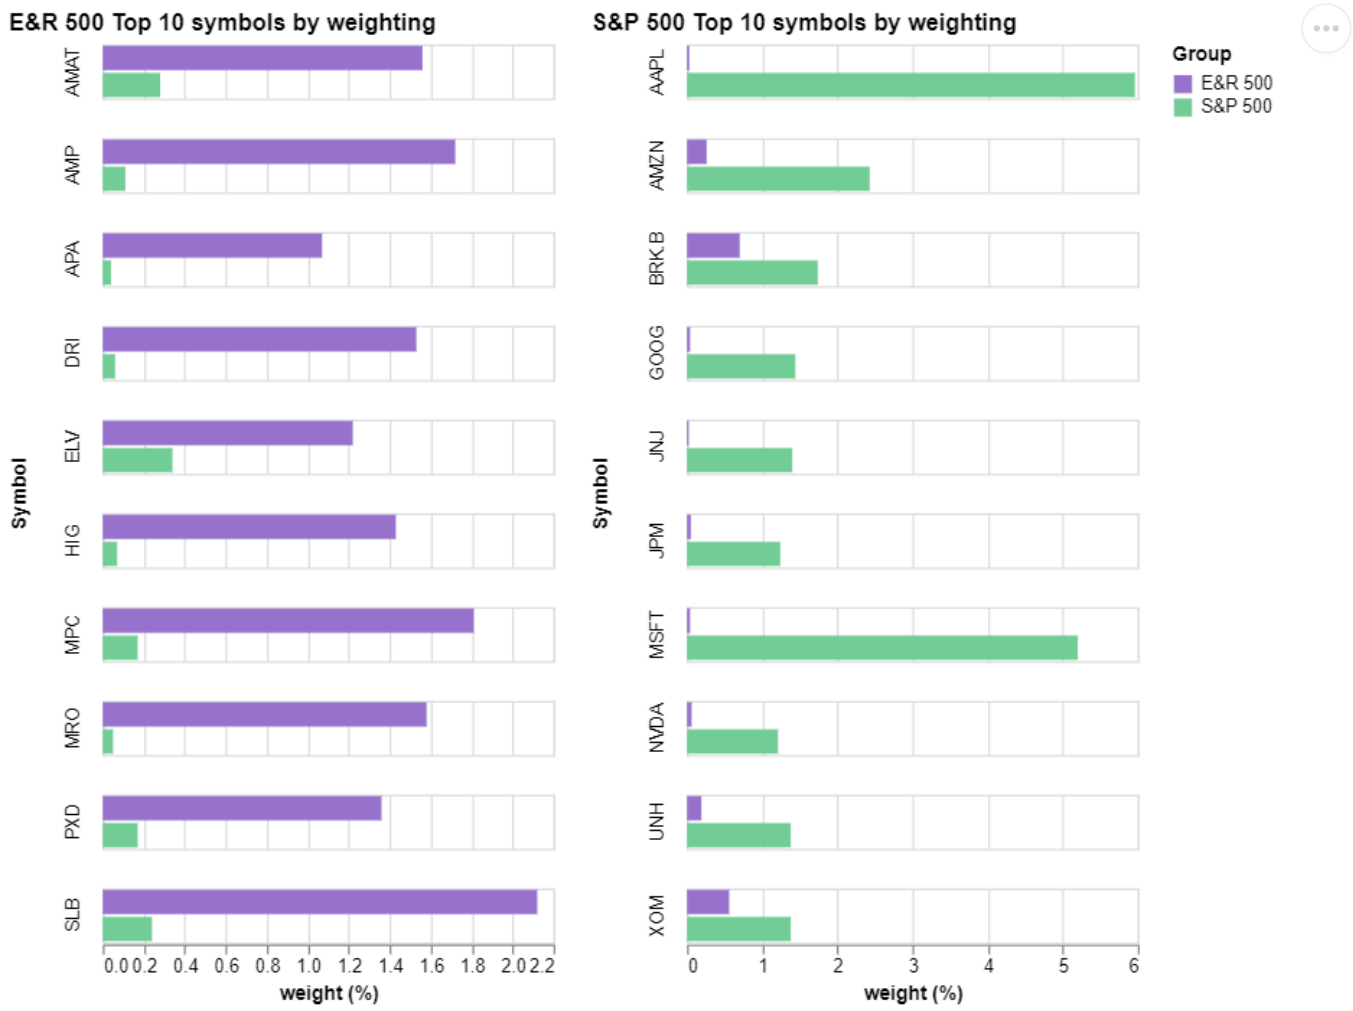 E&R 500 Top 10 symbols by weighting
AMAT
AMP
APA
DRI
ELV
HIG
MPC
MRO
PXD
SLB
Symbol
0.0 0.2 0.4 0.6 0.8 1.0 1.2 1.4 1.6 1.8 2.0 2.2
weight (%)
S&P 500 Top 10 symbols by weighting
AAPL
AMZN
BRK.B
GOOG
JNJ
JPM
MSFT
NVDA
UNH
XOM
Symbol
0 1 2 3 4 5 6
weight (%)
Group
E&R 500
S&P 500